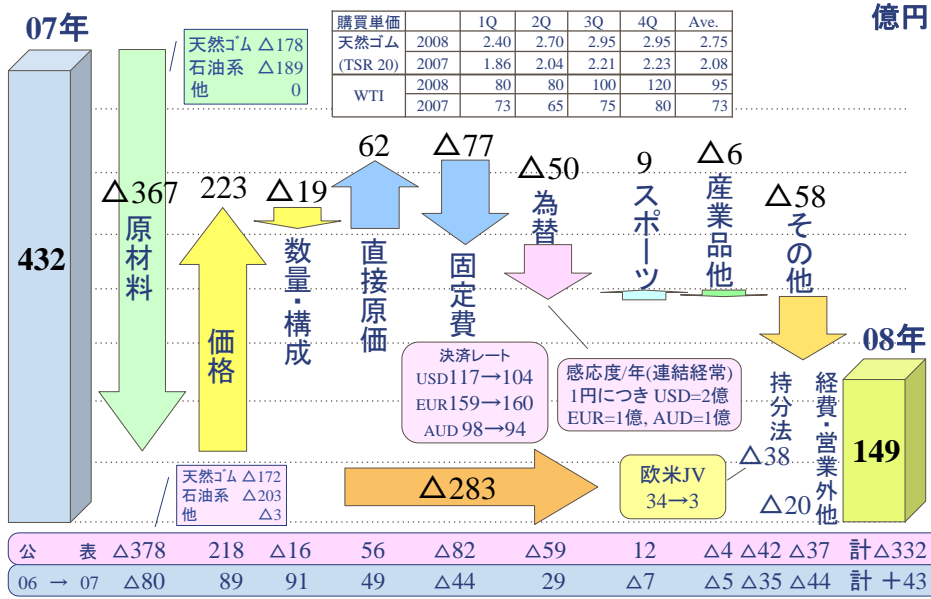 億円
07年
天然ゴム △178
石油系 △189
他 0
購買単価 1Q 2Q 3Q 4Q Ave.
天然ゴム 2008 2.40 2.70 2.95 2.95 2.75
(TSR 20) 2007 1.86 2.04 2.21 2.23 2.08
WTI 2008 80 80 100 120 95
2007 73 65 75 80 73
432
△367
原材料
223
価格
△19
数量・構成
62
直接原価
△77
固定費
△50
為替
9
スポーツ
△6
産業品他
△58
その他
決済レート
USD117→104
EUR159→160
AUD 98→94
感応度/年(連結経常)
1円につき USD=2億
EUR=1億, AUD=1億
持分法
△38
経費・営業外他
△20
08年
149
天然ゴム △172
石油系 △203
他 △3
△283
欧米JV
34→3
公 表 △378 218 △16 56 △82 △59 12 △4 △42 △37 計△332
06 → 07 △80 89 91 49 △44 29 △7 △5 △35 △44 計 +43